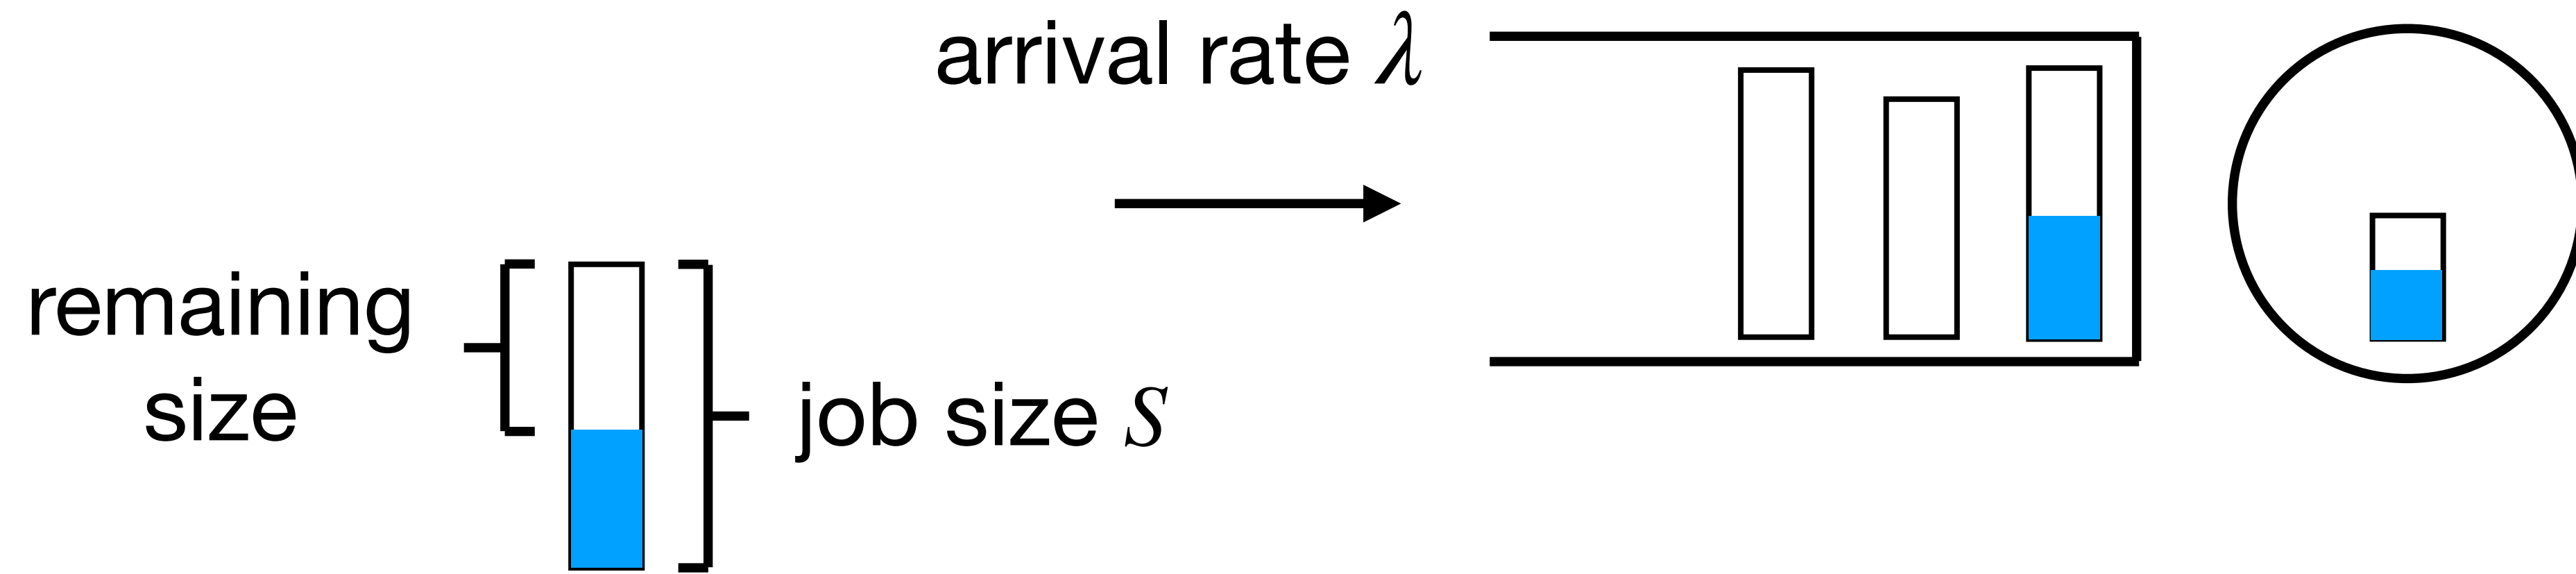 arrival rate λ
remaining
size
job size S